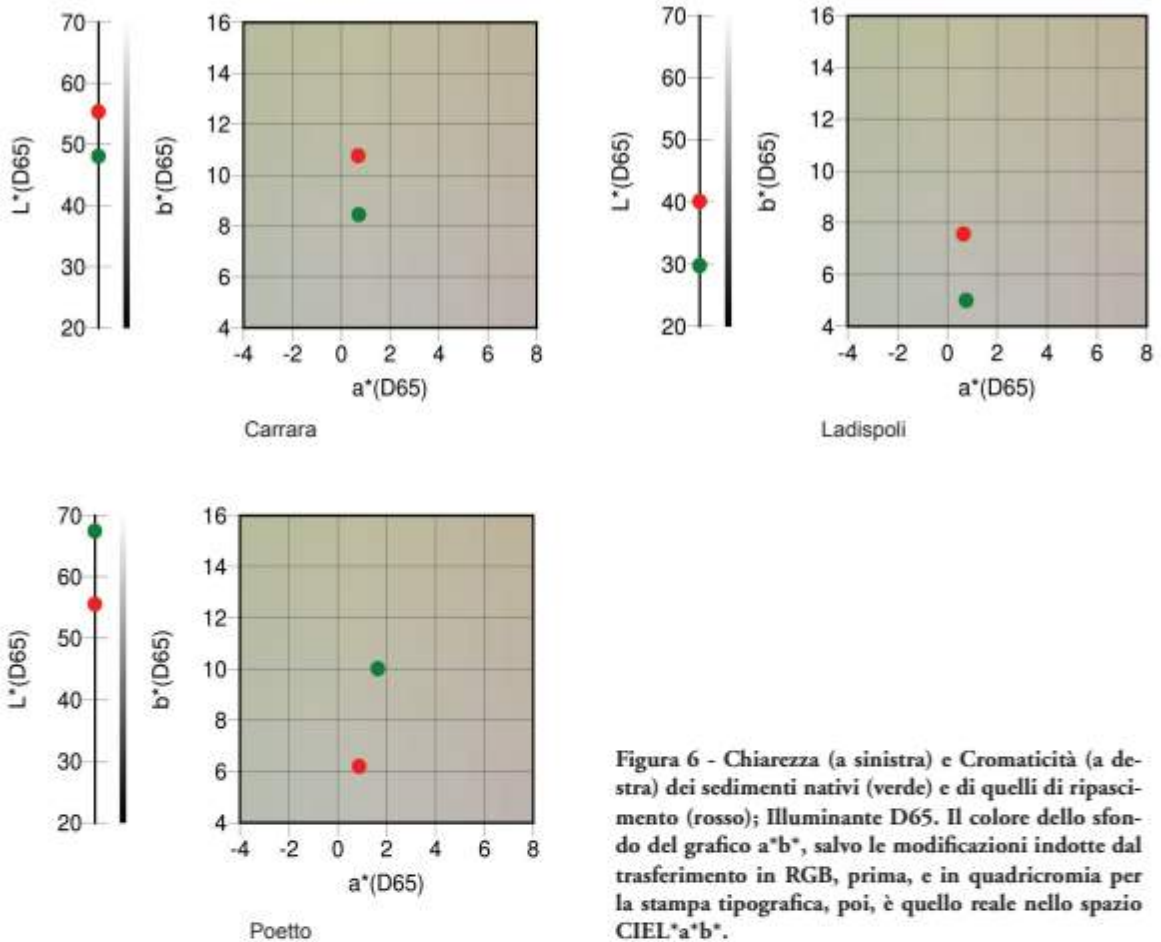 70
60
50
40
30
20
L*(D65)
16
14
12
10
8
6
4
b*(D65)
-4 -2 0 2 4 6 8
a*(D65)
Carrara
70
60
50
40
30
20
L*(D65)
16
14
12
10
8
6
4
b*(D65)
-4 -2 0 2 4 6 8
a*(D65)
Ladispoli
70
60
50
40
30
20
L*(D65)
16
14
12
10
8
6
4
b*(D65)
-4 -2 0 2 4 6 8
a*(D65)
Poetto
Figura 6 - Chiarezza (a sinistra) e Cromaticità (a de-
stra) dei sedimenti nativi (verde) e di quelli di ripasci-
mento (rosso); Illuminante D65. Il colore dello sfon-
do del grafico a*b*, salvo le modificazioni indotte dal
trasferimento in RGB, prima, e in quadricromia per
la stampa tipografica, poi, è quello reale nello spazio
CIEL*a*b*.